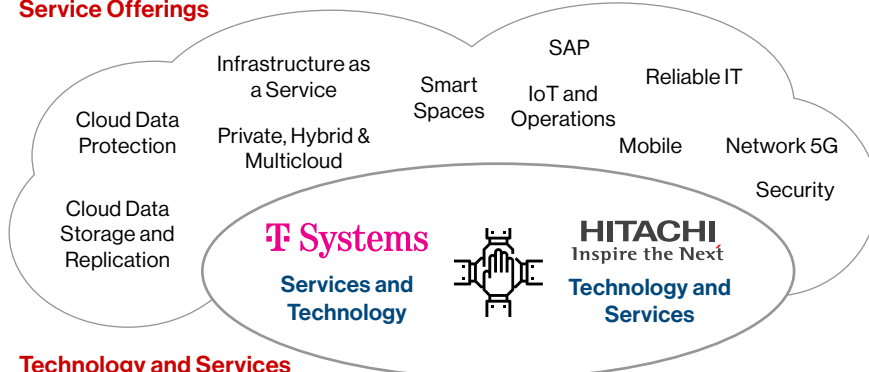 Service Offerings
SAP
Infrastructure as
a Service
Smart
Spaces
IoT and
Operations
Reliable IT
Cloud Data
Protection
Private, Hybrid &
Multicloud
Mobile
Network 5G
Security
Cloud Data
Storage and
Replication
T Systems
Services and
Technology
HITACHI
Inspire the Next
Technology and
Services
Technology and Services